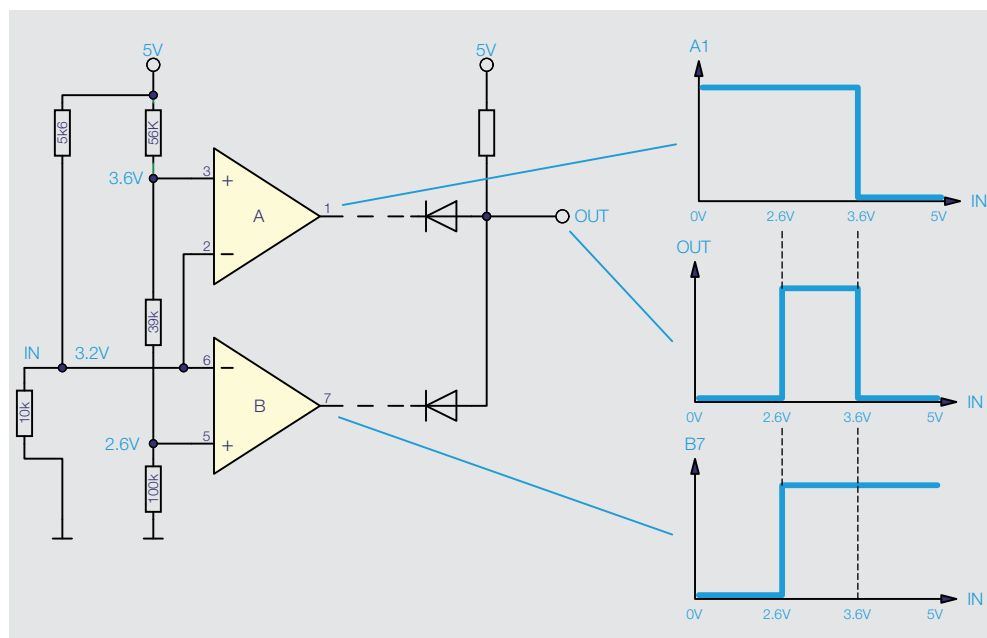 5V
5k6
56K
3.6V
3
+
A
1
2
−
39k
IN
3.2V
10k
6
−
B
7
2.6V
5
+
100k
5V
OUT
A1
0V 2.6V 3.6V 5V
IN
OUT
0V 2.6V 3.6V 5V
IN
B7
0V 2.6V 3.6V 5V
IN